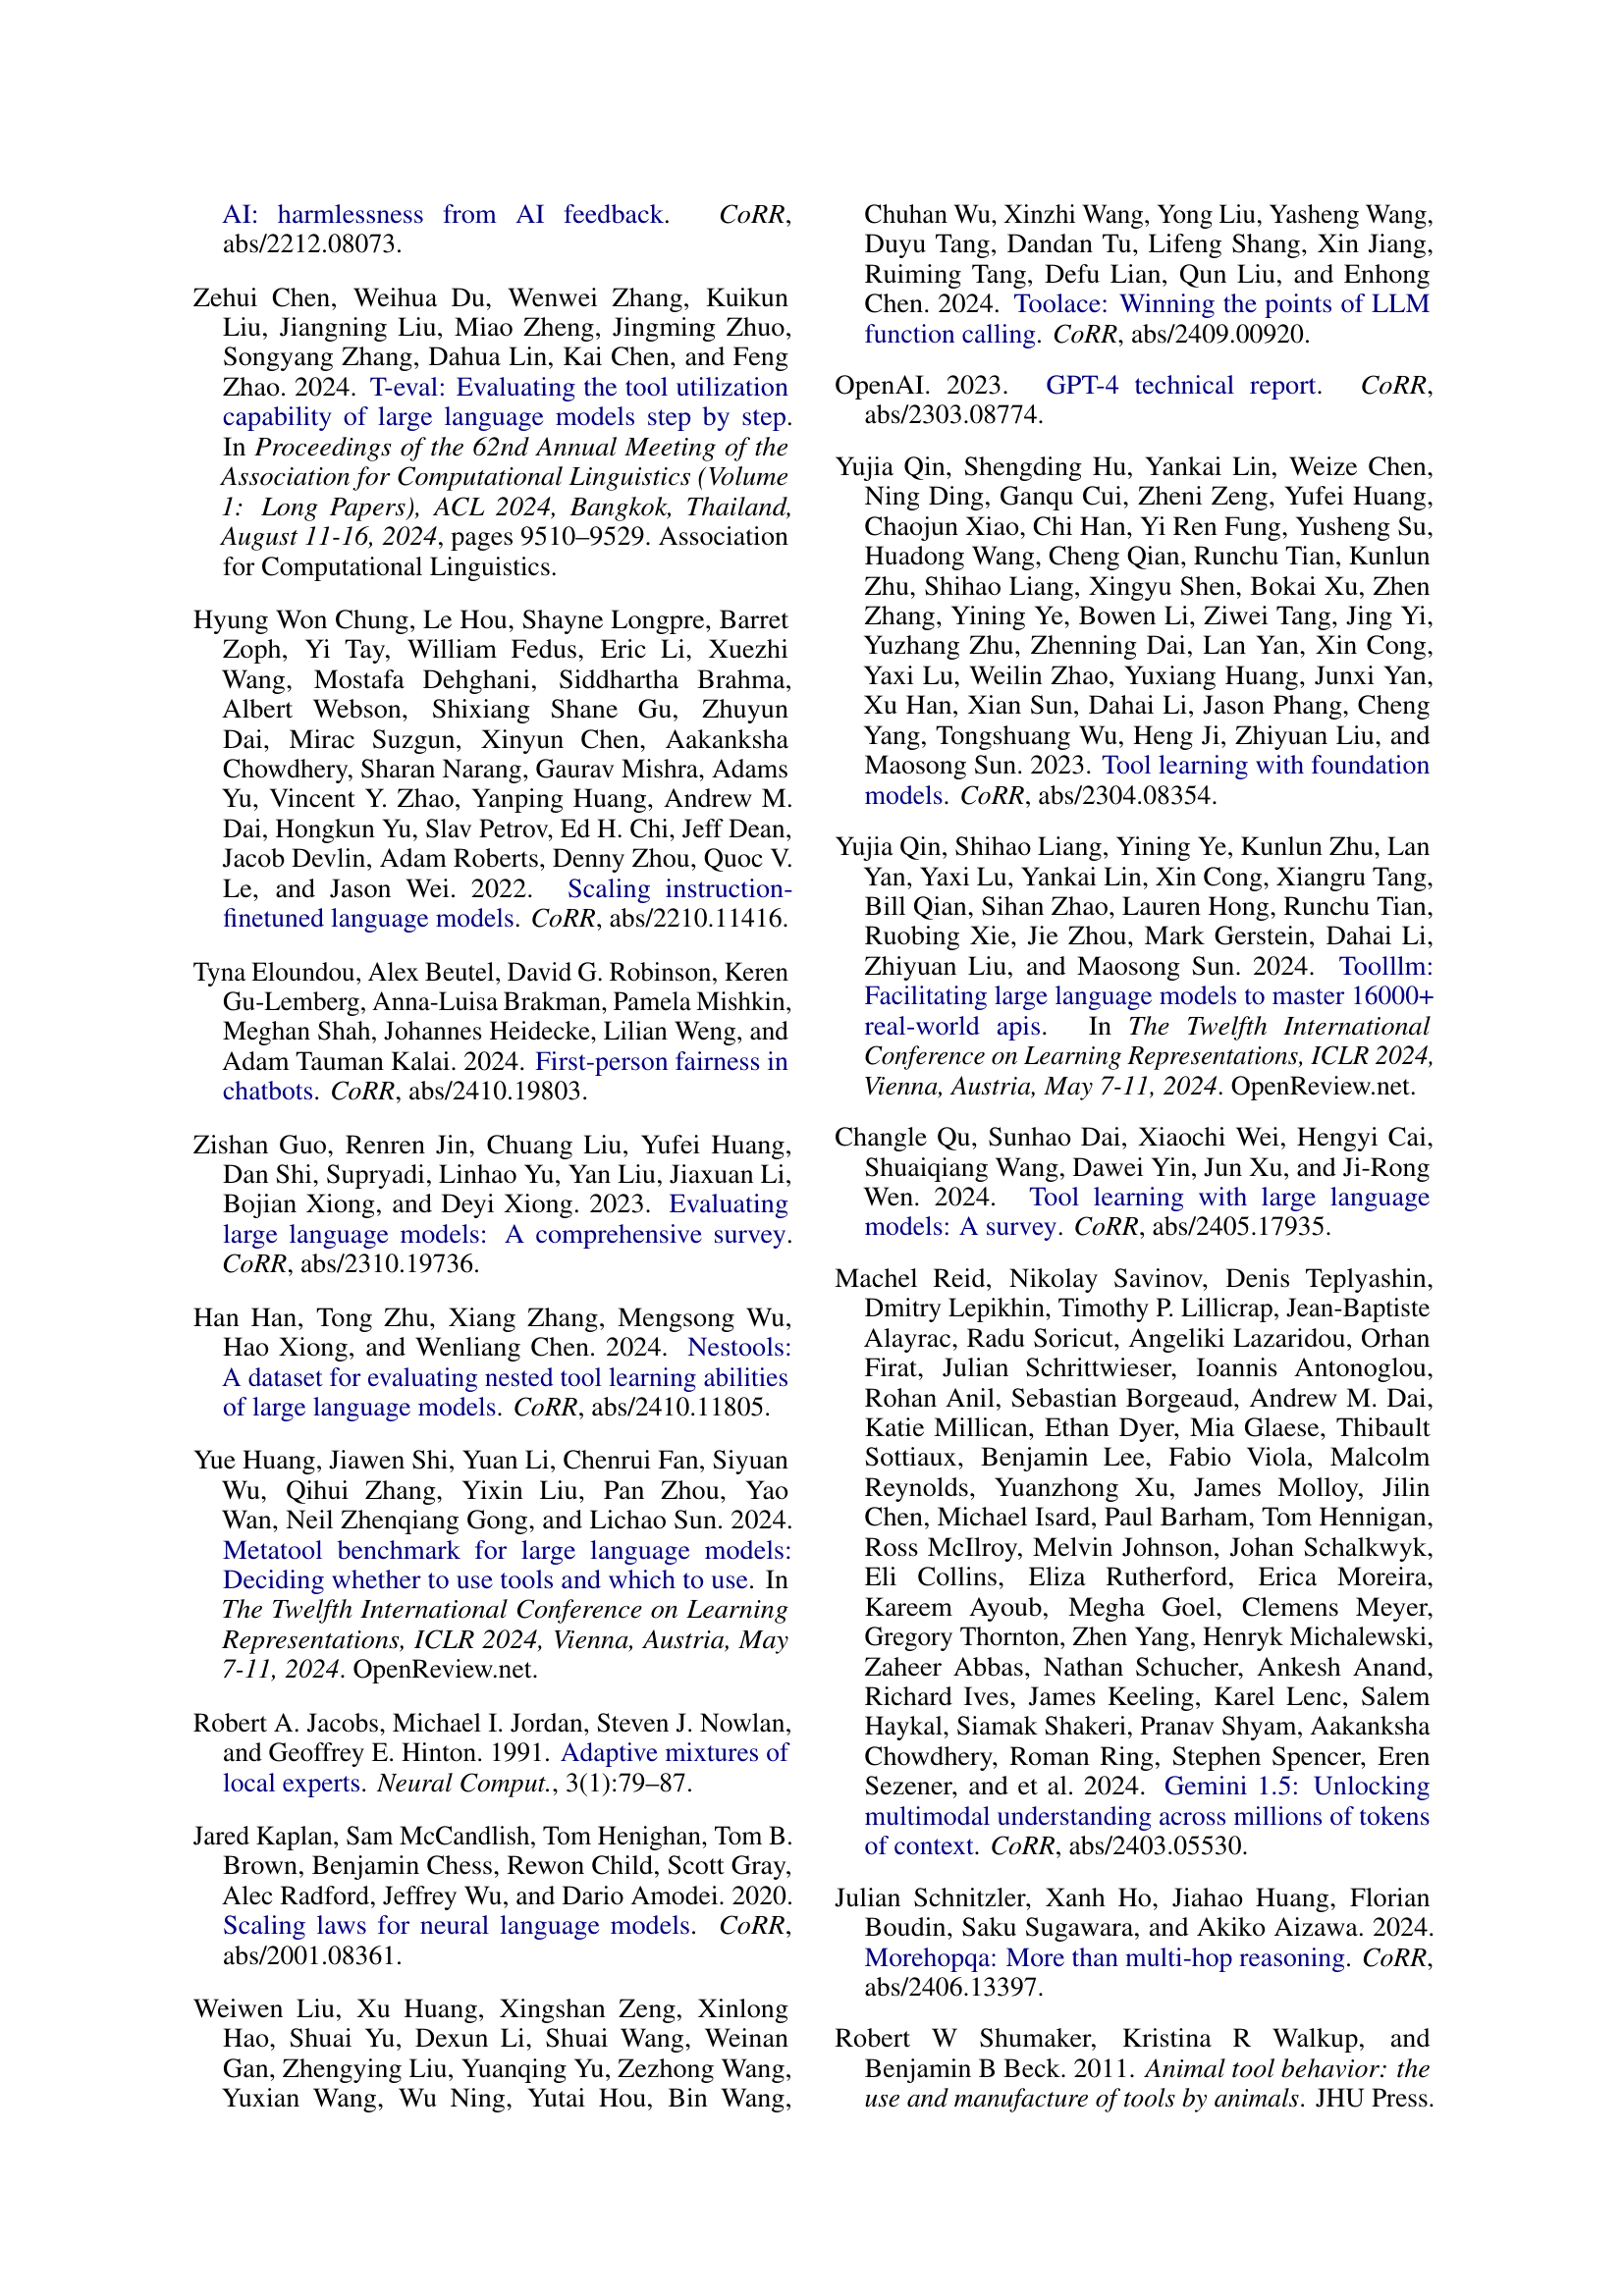 AI: harmlessness from AI feedback. CoRR,
abs/2212.08073.
Zehui Chen, Weihua Du, Wenwei Zhang, Kuikun
Liu, Jiangning Liu, Miao Zheng, Jingming Zhuo,
Songyang Zhang, Dahua Lin, Kai Chen, and Feng
Zhao. 2024. T-eval: Evaluating the tool utilization
capability of large language models step by step.
In Proceedings of the 62nd Annual Meeting of the
Association for Computational Linguistics (Volume
1: Long Papers), ACL 2024, Bangkok, Thailand,
August 11-16, 2024, pages 9510–9529. Association
for Computational Linguistics.
Hyung Won Chung, Le Hou, Shayne Longpre, Barret
Zoph, Yi Tay, William Fedus, Eric Li, Xuezhi
Wang, Mostafa Dehghani, Siddhartha Brahma,
Albert Webson, Shixiang Shane Gu, Zhuyun
Dai, Mirac Suzgun, Xinyun Chen, Aakanksha
Chowdhery, Sharan Narang, Gaurav Mishra, Adams
Yu, Vincent Y. Zhao, Yanping Huang, Andrew M.
Dai, Hongkun Yu, Slav Petrov, Ed H. Chi, Jeff Dean,
Jacob Devlin, Adam Roberts, Denny Zhou, Quoc V.
Le, and Jason Wei. 2022. Scaling instruction-
finetuned language models. CoRR, abs/2210.11416.
Tyna Eloundou, Alex Beutel, David G. Robinson, Keren
Gu-Lemberg, Anna-Luisa Brakman, Pamela Mishkin,
Meghan Shah, Johannes Heidecke, Lilian Weng, and
Adam Tauman Kalai. 2024. First-person fairness in
chatbots. CoRR, abs/2410.19803.
Zishan Guo, Renren Jin, Chuang Liu, Yufei Huang,
Dan Shi, Supryadi, Linhao Yu, Yan Liu, Jiaxuan Li,
Bojian Xiong, and Deyi Xiong. 2023. Evaluating
large language models: A comprehensive survey.
CoRR, abs/2310.19736.
Han Han, Tong Zhu, Xiang Zhang, Mengsong Wu,
Hao Xiong, and Wenliang Chen. 2024. Nestools:
A dataset for evaluating nested tool learning abilities
of large language models. CoRR, abs/2410.11805.
Yue Huang, Jiawen Shi, Yuan Li, Chenrui Fan, Siyuan
Wu, Qihui Zhang, Yixin Liu, Pan Zhou, Yao
Wan, Neil Zhenqiang Gong, and Lichao Sun. 2024.
Metatool benchmark for large language models:
Deciding whether to use tools and which to use. In
The Twelfth International Conference on Learning
Representations, ICLR 2024, Vienna, Austria, May
7-11, 2024. OpenReview.net.
Robert A. Jacobs, Michael I. Jordan, Steven J. Nowlan,
and Geoffrey E. Hinton. 1991. Adaptive mixtures of
local experts. Neural Comput., 3(1):79–87.
Jared Kaplan, Sam McCandlish, Tom Henighan, Tom B.
Brown, Benjamin Chess, Rewon Child, Scott Gray,
Alec Radford, Jeffrey Wu, and Dario Amodei. 2020.
Scaling laws for neural language models. CoRR,
abs/2001.08361.
Weiwen Liu, Xu Huang, Xingshan Zeng, Xinlong
Hao, Shuai Yu, Dexun Li, Shuai Wang, Weinan
Gan, Zhengying Liu, Yuanqing Yu, Zezhong Wang,
Yuxian Wang, Wu Ning, Yutai Hou, Bin Wang,
Chuhan Wu, Xinzhi Wang, Yong Liu, Yasheng Wang,
Duyu Tang, Dandan Tu, Lifeng Shang, Xin Jiang,
Ruiming Tang, Defu Lian, Qun Liu, and Enhong
Chen. 2024. Toolace: Winning the points of LLM
function calling. CoRR, abs/2409.00920.
OpenAI. 2023. GPT-4 technical report. CoRR,
abs/2303.08774.
Yujia Qin, Shengding Hu, Yankai Lin, Weize Chen,
Ning Ding, Ganqu Cui, Zheni Zeng, Yufei Huang,
Chaojun Xiao, Chi Han, Yi Ren Fung, Yusheng Su,
Huadong Wang, Cheng Qian, Runchu Tian, Kunlun
Zhu, Shihao Liang, Xingyu Shen, Bokai Xu, Zhen
Zhang, Yining Ye, Bowen Li, Ziwei Tang, Jing Yi,
Yuzhang Zhu, Zhenning Dai, Lan Yan, Xin Cong,
Yaxi Lu, Weilin Zhao, Yuxiang Huang, Junxi Yan,
Xu Han, Xian Sun, Dahai Li, Jason Phang, Cheng
Yang, Tongshuang Wu, Heng Ji, Zhiyuan Liu, and
Maosong Sun. 2023. Tool learning with foundation
models. CoRR, abs/2304.08354.
Yujia Qin, Shihao Liang, Yining Ye, Kunlun Zhu, Lan
Yan, Yaxi Lu, Yankai Lin, Xin Cong, Xiangru Tang,
Bill Qian, Sihan Zhao, Lauren Hong, Runchu Tian,
Ruobing Xie, Jie Zhou, Mark Gerstein, Dahai Li,
Zhiyuan Liu, and Maosong Sun. 2024. Toolllm:
Facilitating large language models to master 16000+
real-world apis. In The Twelfth International
Conference on Learning Representations, ICLR 2024,
Vienna, Austria, May 7-11, 2024. OpenReview.net.
Changle Qu, Sunhao Dai, Xiaochi Wei, Hengyi Cai,
Shuaiqiang Wang, Dawei Yin, Jun Xu, and Ji-Rong
Wen. 2024. Tool learning with large language
models: A survey. CoRR, abs/2405.17935.
Machel Reid, Nikolay Savinov, Denis Teplyashin,
Dmitry Lepikhin, Timothy P. Lillicrap, Jean-Baptiste
Alayrac, Radu Soricut, Angeliki Lazaridou, Orhan
Firat, Julian Schrittwieser, Ioannis Antonoglou,
Rohan Anil, Sebastian Borgeaud, Andrew M. Dai,
Katie Millican, Ethan Dyer, Mia Glaese, Thibault
Sottiaux, Benjamin Lee, Fabio Viola, Malcolm
Reynolds, Yuanzhong Xu, James Molloy, Jilin
Chen, Michael Isard, Paul Barham, Tom Hennigan,
Ross McIlroy, Melvin Johnson, Johan Schalkwyk,
Eli Collins, Eliza Rutherford, Erica Moreira,
Kareem Ayoub, Megha Goel, Clemens Meyer,
Gregory Thornton, Zhen Yang, Henryk Michalewski,
Zaheer Abbas, Nathan Schucher, Ankesh Anand,
Richard Ives, James Keeling, Karel Lenc, Salem
Haykal, Siamak Shakeri, Pranav Shyam, Aakanksha
Chowdhery, Roman Ring, Stephen Spencer, Eren
Sezener, and et al. 2024. Gemini 1.5: Unlocking
multimodal understanding across millions of tokens
of context. CoRR, abs/2403.05530.
Julian Schnitzler, Xanh Ho, Jiahao Huang, Florian
Boudin, Saku Sugawara, and Akiko Aizawa. 2024.
Morehopqa: More than multi-hop reasoning. CoRR,
abs/2406.13397.
Robert W Shumaker, Kristina R Walkup, and
Benjamin B Beck. 2011. Animal tool behavior: the
use and manufacture of tools by animals. JHU Press.